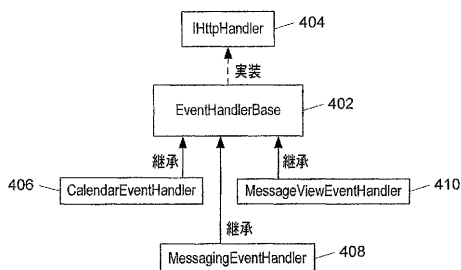 IHttpHandler
404
実装
EventHandlerBase
402
継承
継承
406
CalendarEventHandler
MessageViewEventHandler
410
継承
MessagingEventHandler
408